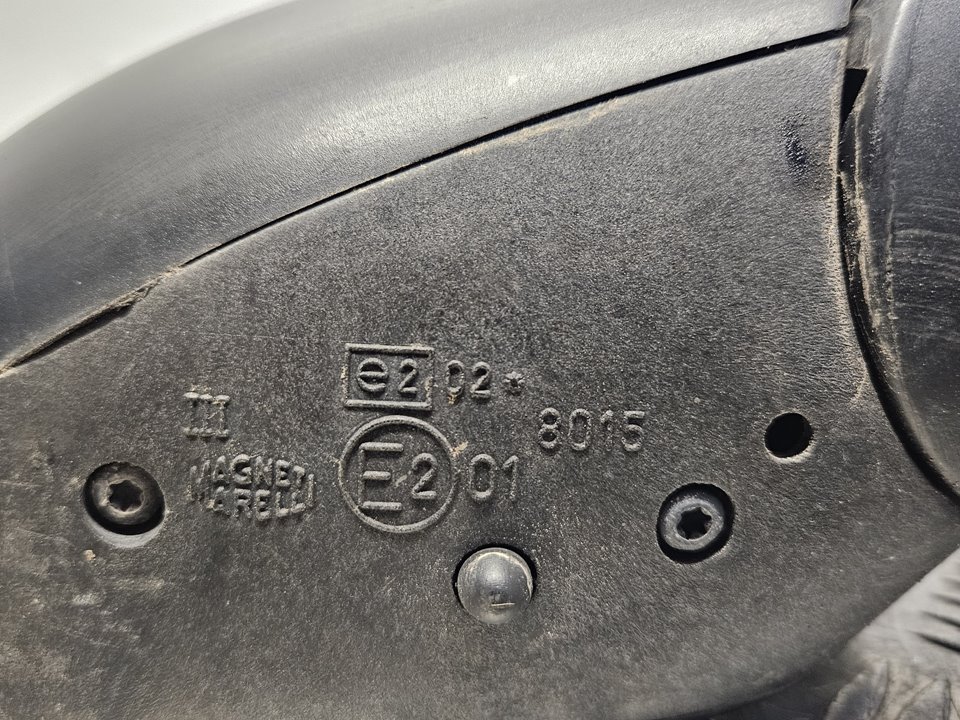 e2 02*
III
8015
MAGNETI
MARELLI
E2 01